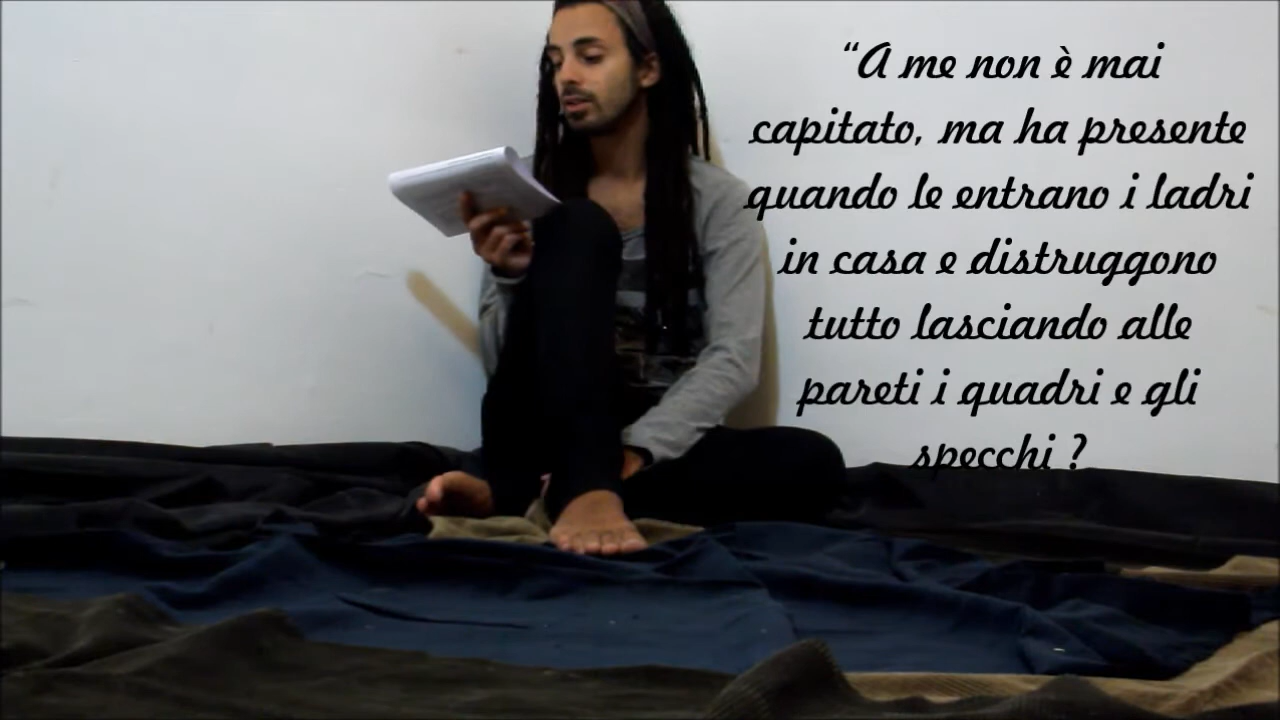 “A me non è mai
capitato, ma ha presente
quando le entrano i ladri
in casa e distruggono
tutto lasciando alle
pareti i quadri e gli
specchi ?